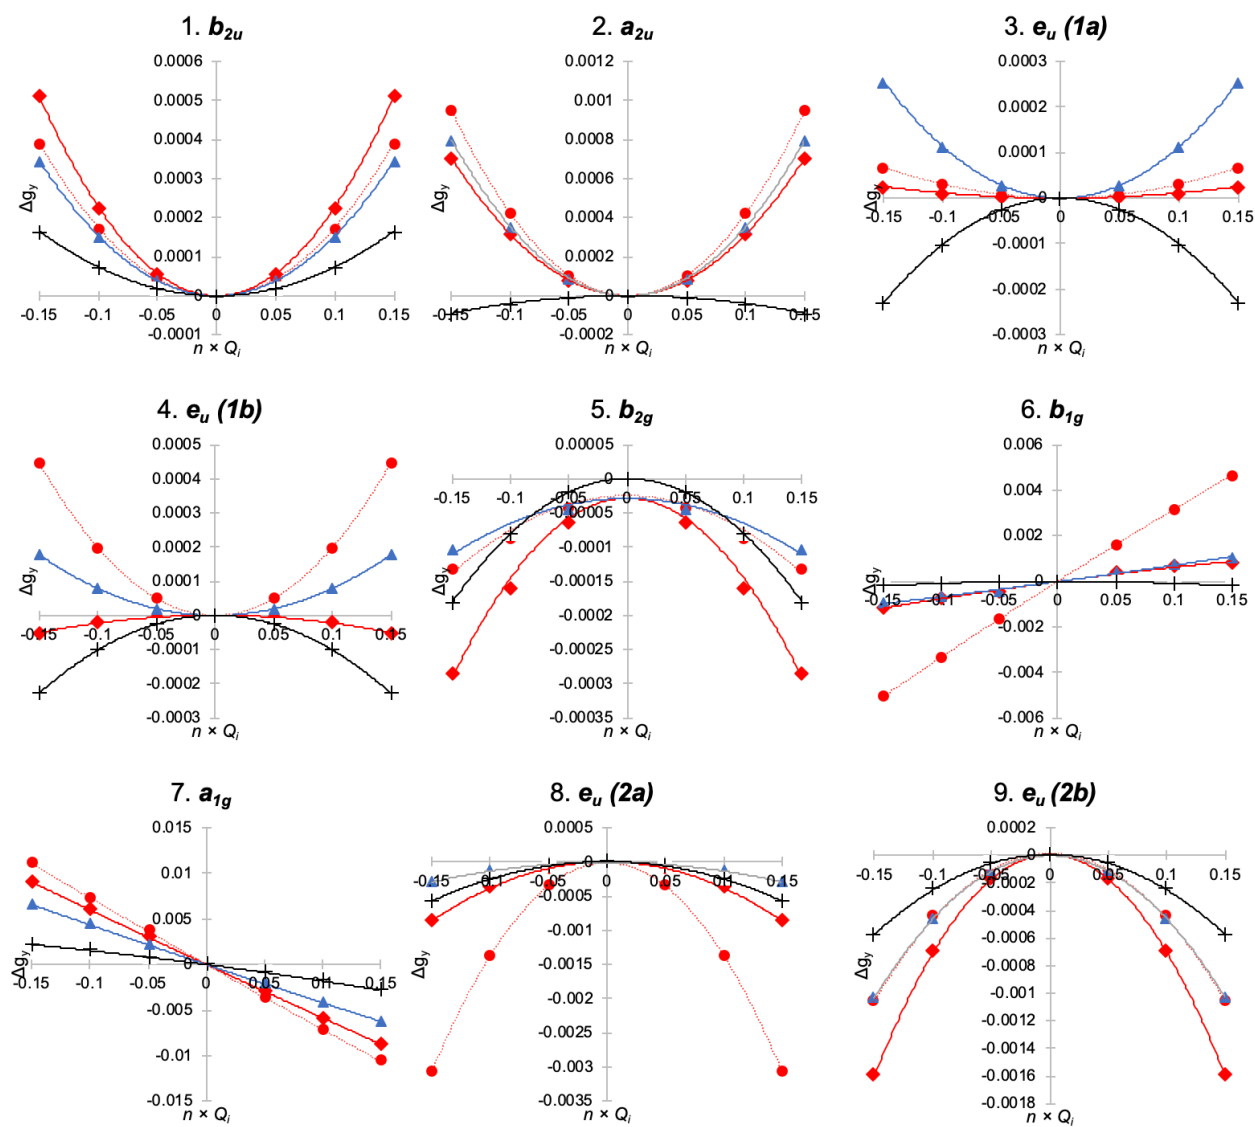 1. b2u
0.0006
0.0005
0.0004
0.0003
0.0002
0.0001
0
-0.15 -0.1 -0.05 0 0.05 0.1 0.15
-0.0001
Δgy
n × Qi
2. a2u
0.0012
0.001
0.0008
0.0006
0.0004
0.0002
0
-0.15 -0.1 -0.05 0 0.05 0.1 0.15
-0.0002
Δgy
n × Qi
3. eu (1a)
0.0003
0.0002
0.0001
0
-0.15 -0.1 -0.05 0 0.05 0.1 0.15
-0.0001
-0.0002
-0.0003
Δgy
n × Qi
4. eu (1b)
0.0005
0.0004
0.0003
0.0002
0.0001
0
-0.15 -0.1 -0.05 0 0.05 0.1 0.15
-0.0001
-0.0002
-0.0003
Δgy
n × Qi
5. b2g
0.00005
0
-0.15 -0.1 -0.05 0 0.05 0.1 0.15
-0.00005
-0.0001
-0.00015
-0.0002
-0.00025
-0.0003
-0.00035
Δgy
n × Qi
6. b1g
0.006
0.004
0.002
0
-0.15 -0.1 -0.05 0 0.05 0.1 0.15
-0.002
-0.004
-0.006
Δgy
n × Qi
7. a1g
0.015
0.01
0.005
0
-0.15 -0.1 -0.05 0 0.05 0.1 0.15
-0.005
-0.01
-0.015
Δgy
n × Qi
8. eu (2a)
0.0005
0
-0.15 -0.1 -0.05 0 0.05 0.1 0.15
-0.0005
-0.001
-0.0015
-0.002
-0.0025
-0.003
-0.0035
Δgy
n × Qi
9. eu (2b)
0.0002
0
-0.15 -0.1 -0.05 0 0.05 0.1 0.15
-0.0002
-0.0004
-0.0006
-0.0008
-0.001
-0.0012
-0.0014
-0.0016
-0.0018
Δgy
n × Qi